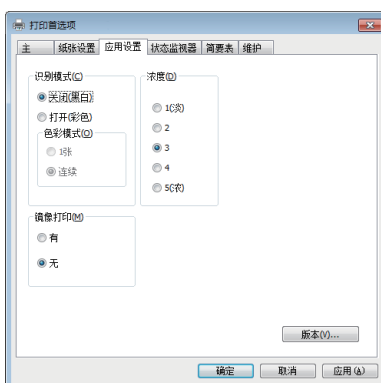 打印首选项
主 纸张设置 应用设置 状态监视器 简要表 维护
识别模式(C)
关闭(黑白)
打开(彩色)
色彩模式(O)
1张
连续
浓度(D)
1(淡)
2
3
4
5(浓)
镜像打印(M)
有
无
版本(V)...
确定 取消 应用(A)